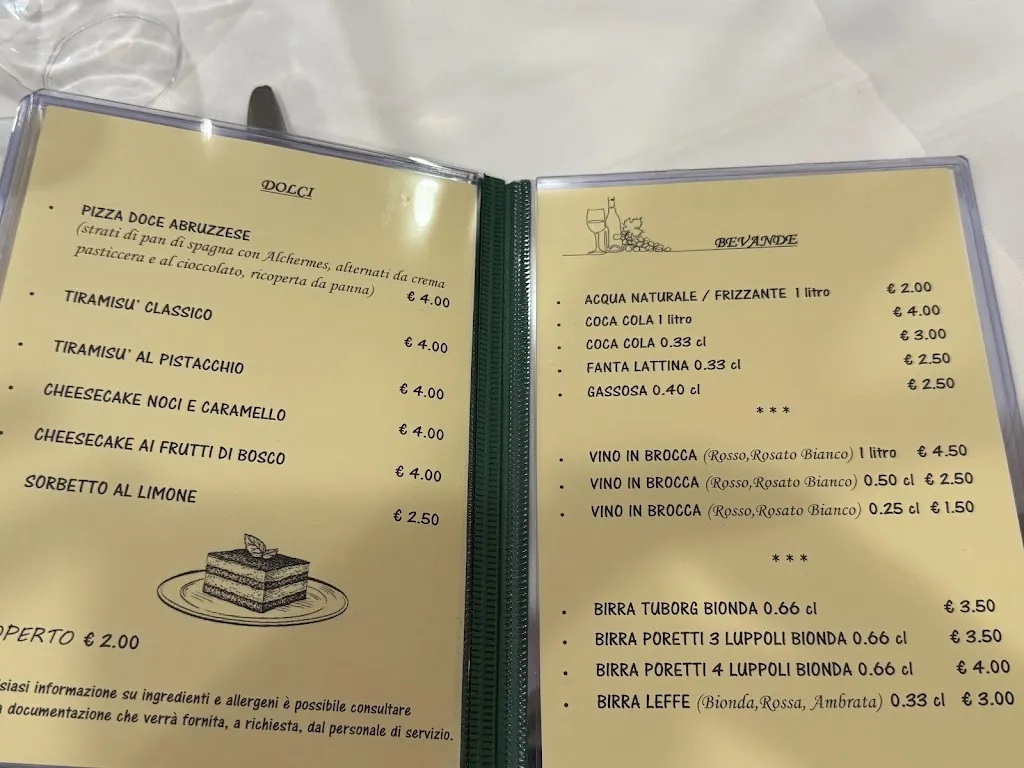 DOLCI
• PIZZA DOCE ABRUZZESE
(strati di pan di spagna con Alchermes, alternati da crema
pasticcera e al cioccolato, ricoperta da panna) € 4.00
• TIRAMISU' CLASSICO € 4.00
• TIRAMISU' AL PISTACCHIO € 4.00
• CHEESECAKE NOCI E CARAMELLO € 4.00
• CHEESECAKE AI FRUTTI DI BOSCO € 4.00
SORBETTO AL LIMONE € 2.50
OPERTO € 2.00
siasi informazione su ingredienti e allergeni è possibile consultare
a documentazione che verrà fornita, a richiesta, dal personale di servizio.
BEVANDE
• ACQUA NATURALE / FRIZZANTE 1 litro € 2.00
• COCA COLA 1 litro € 4.00
• COCA COLA 0.33 cl € 3.00
• FANTA LATTINA 0.33 cl € 2.50
• GASSOSA 0.40 cl € 2.50
* * *
• VINO IN BROCCA (Rosso,Rosato Bianco) 1 litro € 4.50
• VINO IN BROCCA (Rosso,Rosato Bianco) 0.50 cl € 2.50
• VINO IN BROCCA (Rosso,Rosato Bianco) 0.25 cl € 1.50
* * *
• BIRRA TUBORG BIONDA 0.66 cl € 3.50
• BIRRA PORETTI 3 LUPPOLI BIONDA 0.66 cl € 3.50
• BIRRA PORETTI 4 LUPPOLI BIONDA 0.66 cl € 4.00
• BIRRA LEFFE (Bionda,Rossa, Ambrata) 0.33 cl € 3.00